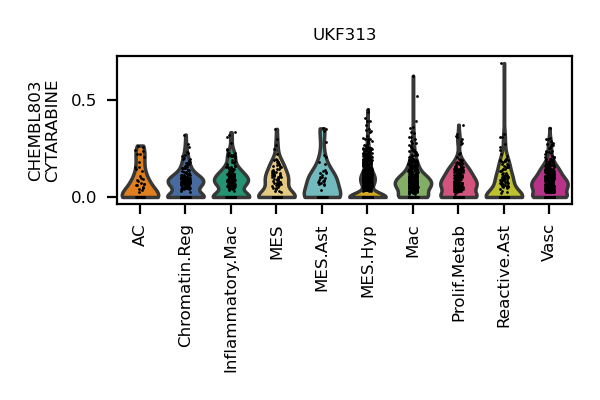 UKF313
CHEMBL803
CYTARABINE
0.5
0.0
AC
Chromatin.Reg
Inflammatory.Mac
MES
MES.Ast
MES.Hyp
Mac
Prolif.Metab
Reactive.Ast
Vasc